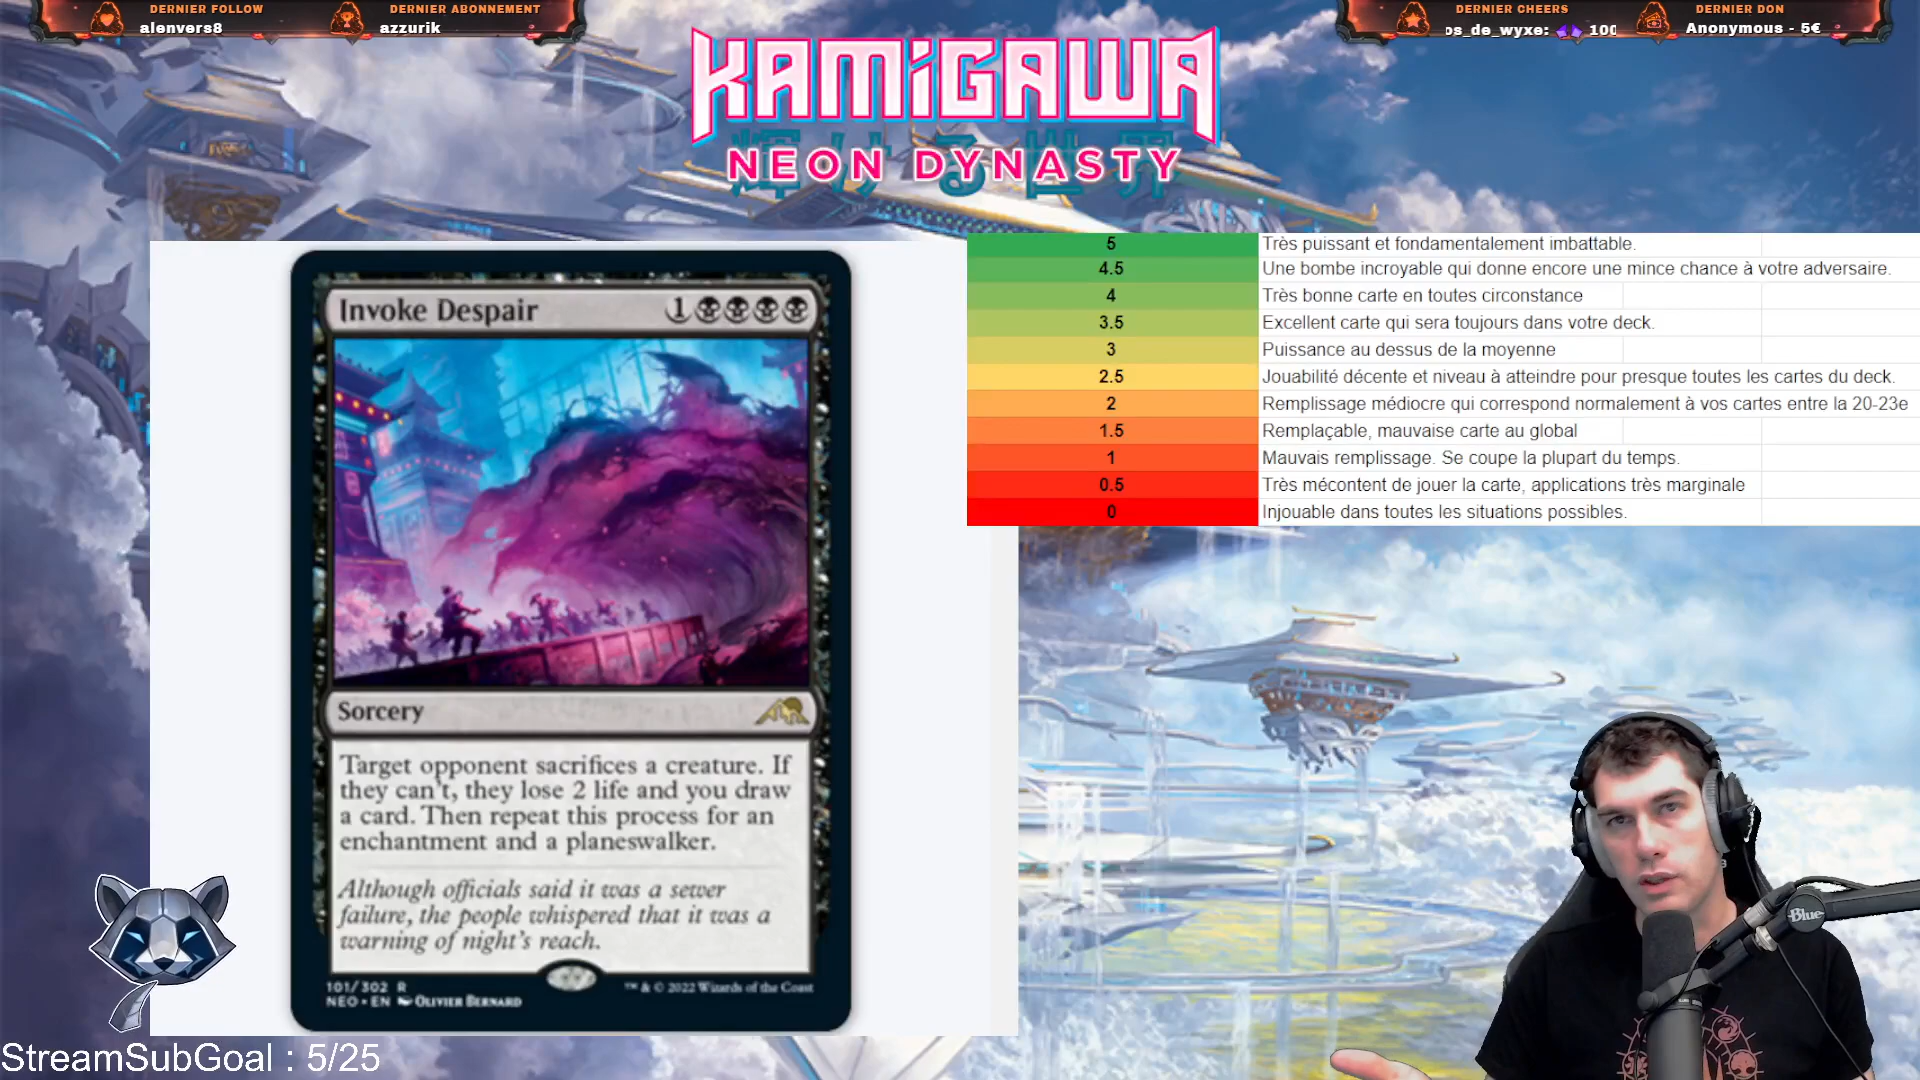 DERNIER FOLLOW
alenvers8
DERNIER ABONNEMENT
azzurik
DERNIER CHEERS
os_de_wyxe: 100
DERNIER DON
Anonymous - 5€
KAMIGAWA
NEON DYNASTY
Invoke Despair
1
Sorcery
Target opponent sacrifices a creature. If
they can't, they lose 2 life and you draw
a card. Then repeat this process for an
enchantment and a planeswalker.
Although officials said it was a sewer
failure, the people whispered that it was a
warning of night's reach.
101/302 R
NEO • EN OLIVIER BERNARD
™ & © 2022 Wizards of the Coast
5 Très puissant et fondamentalement imbattable.
4.5 Une bombe incroyable qui donne encore une mince chance à votre adversaire.
4 Très bonne carte en toutes circonstance
3.5 Excellent carte qui sera toujours dans votre deck.
3 Puissance au dessus de la moyenne
2.5 Jouabilité décente et niveau à atteindre pour presque toutes les cartes du deck.
2 Remplissage médiocre qui correspond normalement à vos cartes entre la 20-23e
1.5 Remplaçable, mauvaise carte au global
1 Mauvais remplissage. Se coupe la plupart du temps.
0.5 Très mécontent de jouer la carte, applications très marginale
0 Injouable dans toutes les situations possibles.
Blue
StreamSubGoal : 5/25